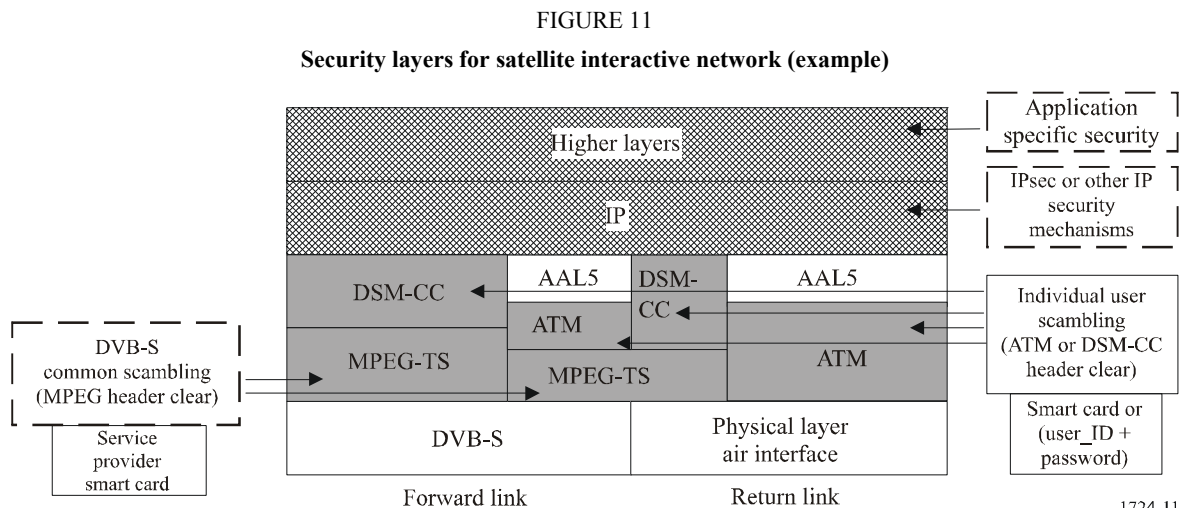 FIGURE 11
Security layers for satellite interactive network (example)
Higher layers
Application
specific security
IP
IPsec or other IP
security
mechanisms
DSM-CC
AAL5
DSM-
CC
AAL5
ATM
Individual user
scambling
(ATM or DSM-CC
header clear)
DVB-S
common scambling
(MPEG header clear)
MPEG-TS
MPEG-TS
ATM
Service
provider
smart card
DVB-S
Physical layer
air interface
Smart card or
(user_ID +
password)
Forward link
Return link
1724-11